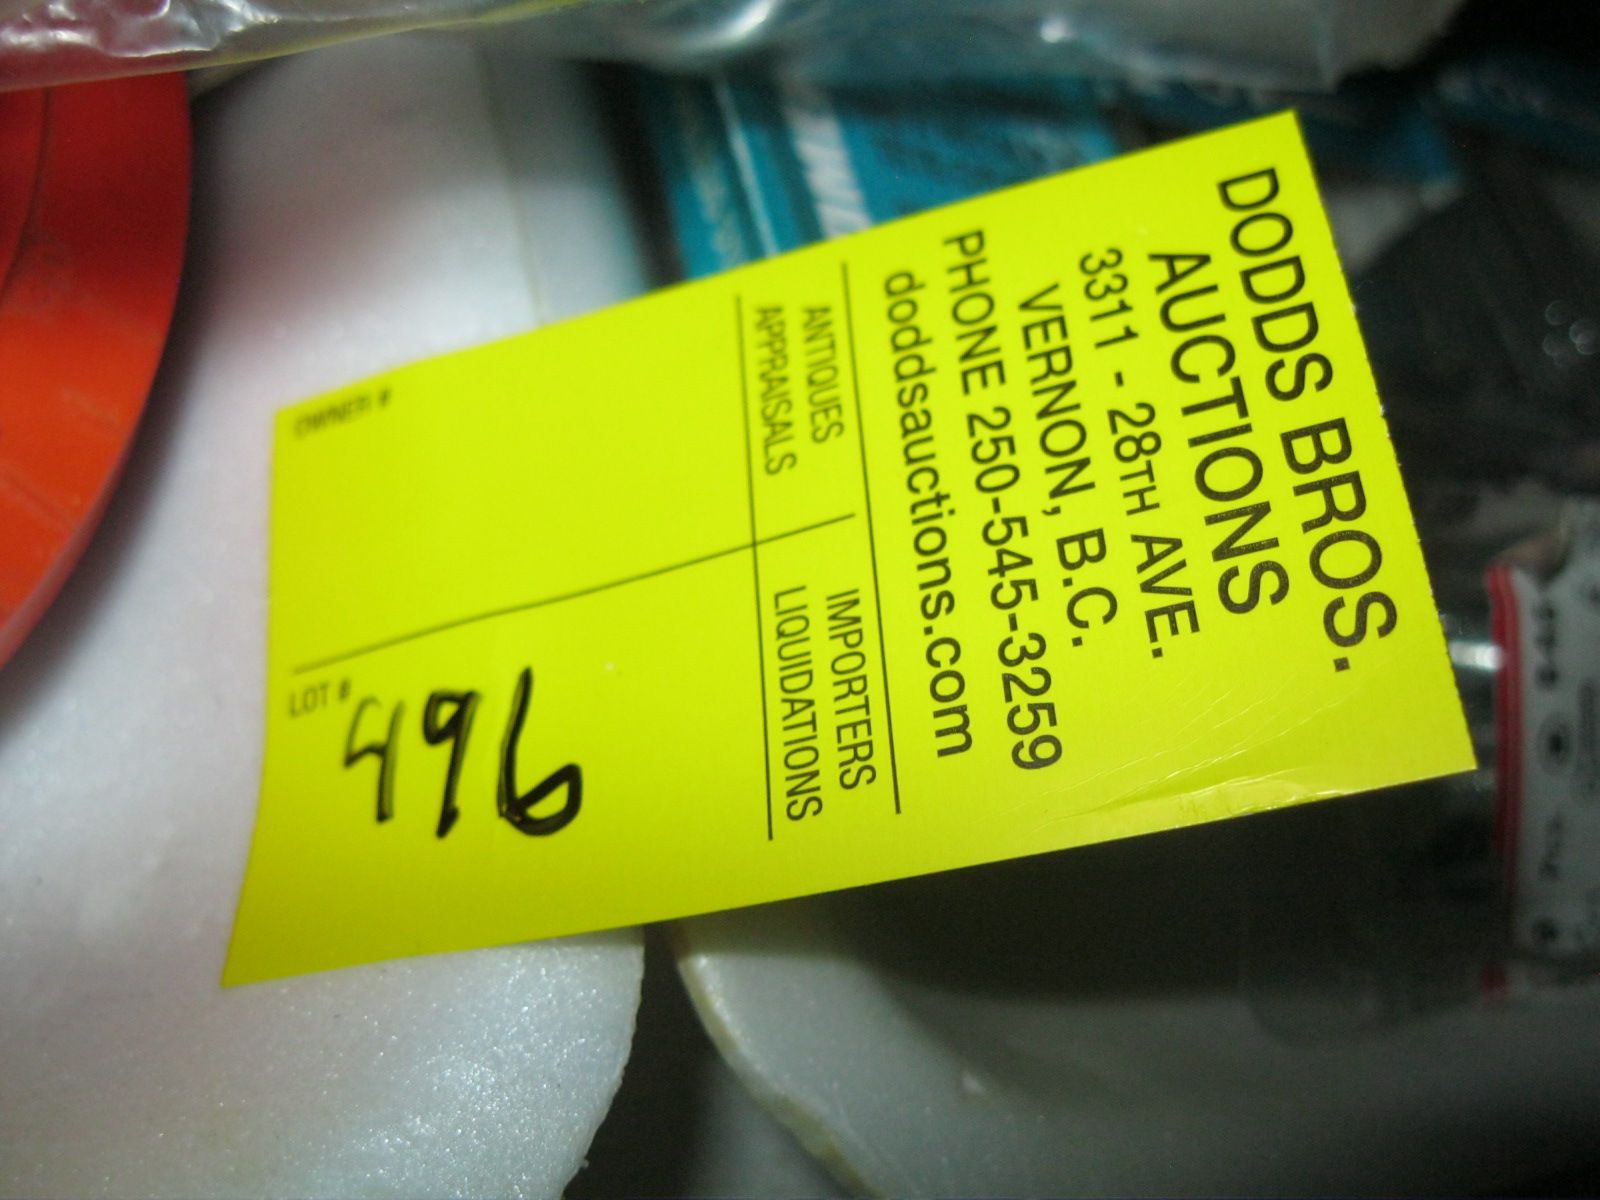 DODDS BROS.
AUCTIONS
3311 - 28TH AVE.
VERNON, B.C.
PHONE 250-545-3259
doddsauctions.com
ANTIQUES IMPORTERS
APPRAISALS LIQUIDATIONS
OWNER # LOT #
496